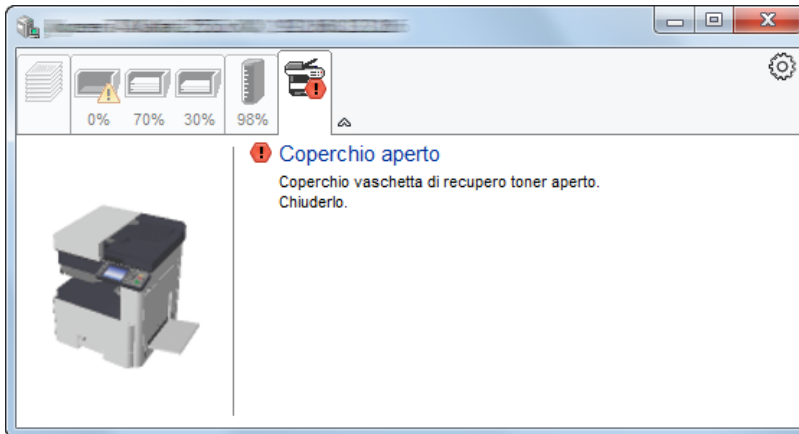 0% 70% 30% 98%
Coperchio aperto
Coperchio vaschetta di recupero toner aperto.
Chiuderlo.